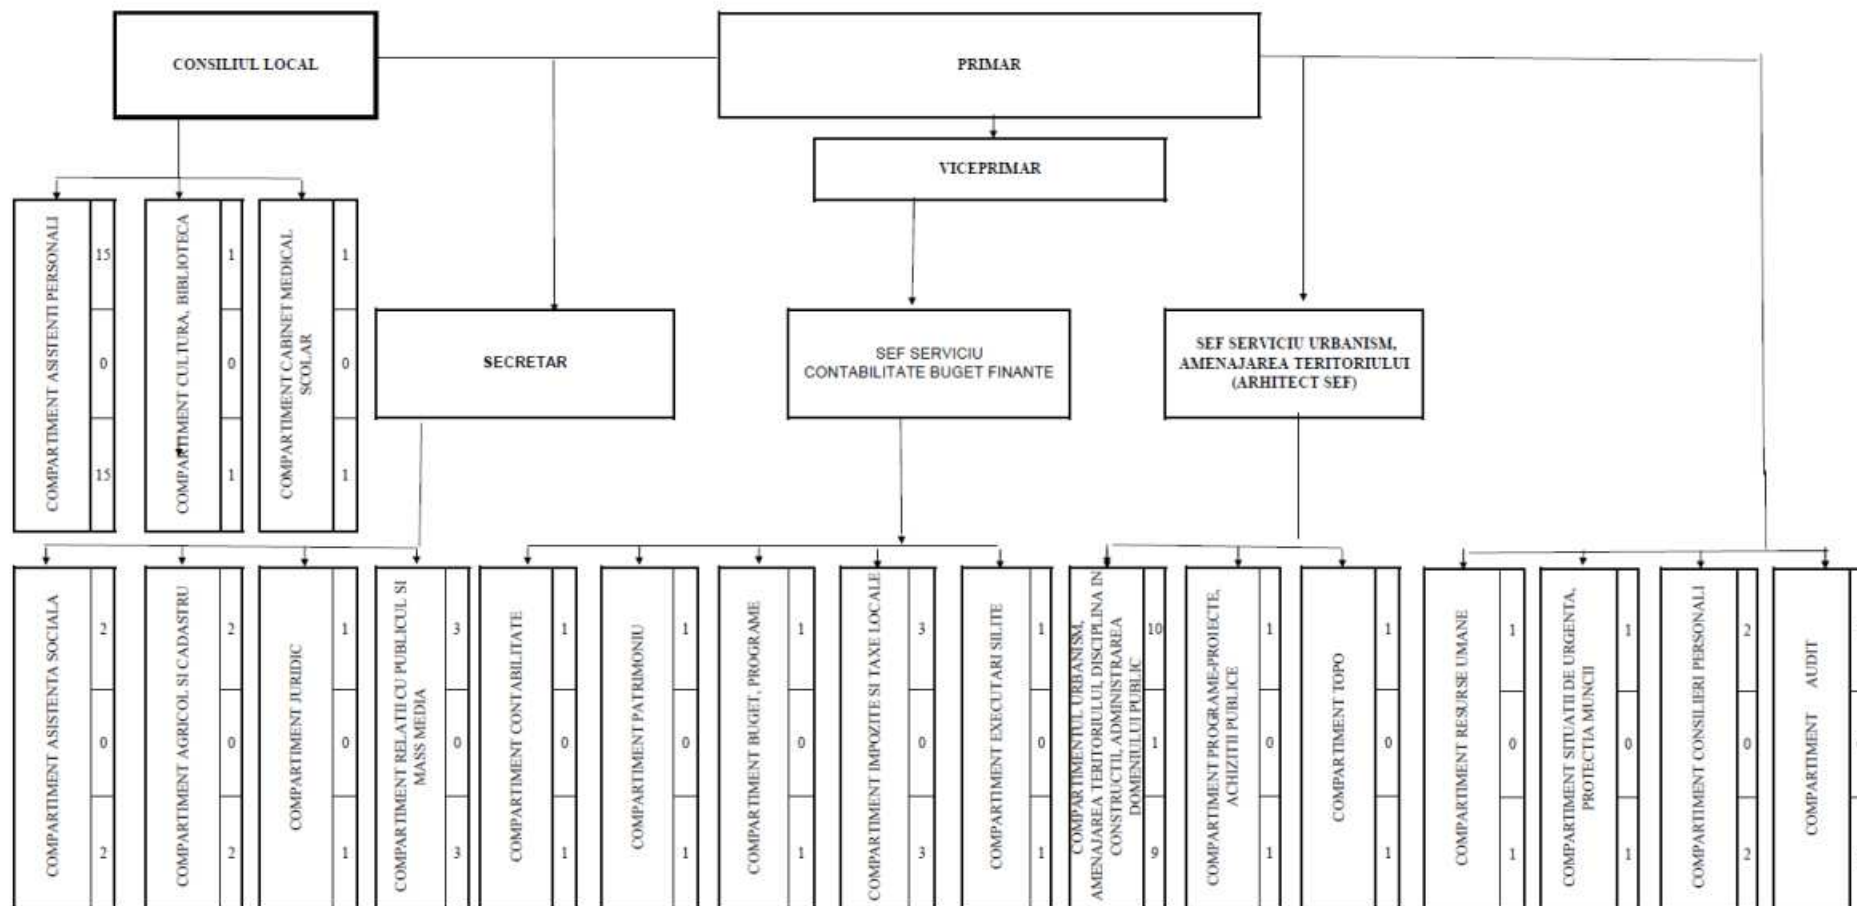 CONSILIUL LOCAL
PRIMAR
VICEPRIMAR
COMPARTIMENT ASISTENTI PERSONALI
15
0
15
COMPARTIMENT CULTURA, BIBLIOTECA
1
0
1
COMPARTIMENT CABINET MEDICAL
SCOLAR
1
0
1
SECRETAR
SEF SERVICIU
CONTABILITATE BUGET FINANTE
SEF SERVICIU URBANISM,
AMENAJAREA TERITORIULUI
(ARHITECT SEF)
COMPARTIMENT ASISTENTA SOCIALA
2
0
2
COMPARTIMENT AGRICOL SI CADASTRU
2
0
2
COMPARTIMENT JURIDIC
1
0
1
COMPARTIMENT RELATII CU PUBLICUL SI
MASS MEDIA
3
0
3
COMPARTIMENT CONTABILITATE
1
0
1
COMPARTIMENT PATRIMONIU
1
0
1
COMPARTIMENT BUGET, PROGRAME
1
0
1
COMPARTIMENT IMPOZITE SI TAXE LOCALE
3
0
3
COMPARTIMENT EXECUTARI SILITE
1
0
1
COMPARTIMENTUL URBANISM,
AMENAJAREA TERITORIULUI, DISCIPLINA IN
CONSTRUCTII, ADMINISTRAREA
DOMENIULUI PUBLIC
10
1
9
COMPARTIMENT PROGRAME-PROIECTE,
ACHIZITII PUBLICE
1
0
1
COMPARTIMENT TOPO
1
0
1
COMPARTIMENT RESURSE UMANE
1
0
1
COMPARTIMENT SITUATII DE URGENTA,
PROTECTIA MUNCII
1
0
1
COMPARTIMENT CONSILIERI PERSONALI
2
0
2
COMPARTIMENT AUDIT